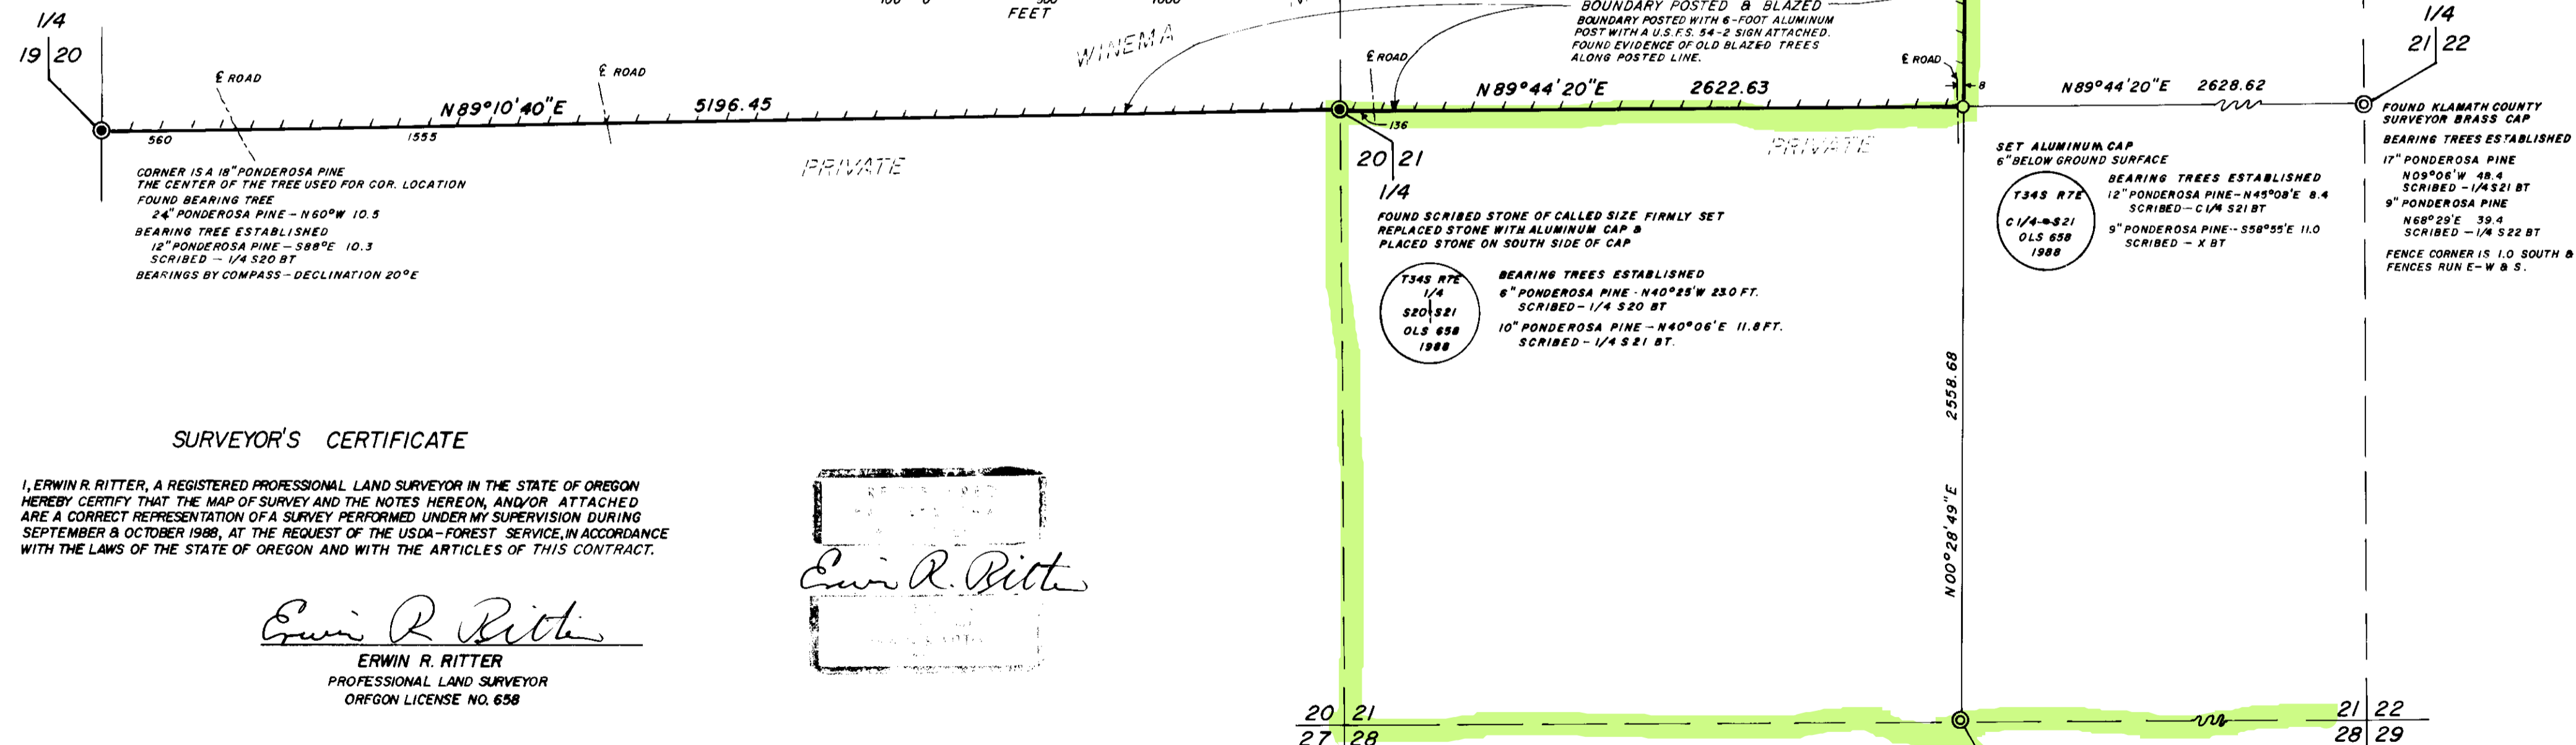 FEET
BOUNDARY POSTED & BLAZED
BOUNDARY POSTED WITH 6-FOOT ALUMINUM
POST WITH A U.S.F.S. 54-2 SIGN ATTACHED.
FOUND EVIDENCE OF OLD BLAZED TREES
ALONG POSTED LINE.
1/4
19 | 20
1/4
21 | 22
WINEMA
℄ ROAD
℄ ROAD
℄ ROAD
℄ ROAD
N89°10'40"E 5196.45
N89°44'20"E 2622.63
8
N89°44'20"E 2628.62
560
1555
136
PRIVATE
PRIVATE
CORNER IS A 18" PONDEROSA PINE
THE CENTER OF THE TREE USED FOR COR. LOCATION
FOUND BEARING TREE
24" PONDEROSA PINE - N60°W 10.5
BEARING TREE ESTABLISHED
12" PONDEROSA PINE - S88°E 10.3
SCRIBED - 1/4 S20 BT
BEARINGS BY COMPASS - DECLINATION 20°E
20 | 21
1/4
FOUND SCRIBED STONE OF CALLED SIZE FIRMLY SET
REPLACED STONE WITH ALUMINUM CAP &
PLACED STONE ON SOUTH SIDE OF CAP
T34S R7E
1/4
S20 S21
OLS 658
1988
BEARING TREES ESTABLISHED
6" PONDEROSA PINE - N40°25'W 23.0 FT.
SCRIBED - 1/4 S20 BT
10" PONDEROSA PINE - N40°06'E 11.8 FT.
SCRIBED - 1/4 S21 BT.
SET ALUMINUM CAP
6" BELOW GROUND SURFACE
T34S R7E
C1/4 S21
OLS 658
1988
BEARING TREES ESTABLISHED
12" PONDEROSA PINE - N45°08'E 8.4
SCRIBED - C1/4 S21 BT
9" PONDEROSA PINE - S58°55'E 11.0
SCRIBED - X BT
FOUND KLAMATH COUNTY
SURVEYOR BRASS CAP
BEARING TREES ESTABLISHED
17" PONDEROSA PINE
N09°06'W 48.4
SCRIBED - 1/4 S21 BT
9" PONDEROSA PINE
N68°29'E 39.4
SCRIBED - 1/4 S22 BT
FENCE CORNER IS 1.0 SOUTH &
FENCES RUN E-W & S.
N00°28'49"E 2558.68
SURVEYOR'S CERTIFICATE
I, ERWIN R. RITTER, A REGISTERED PROFESSIONAL LAND SURVEYOR IN THE STATE OF OREGON
HEREBY CERTIFY THAT THE MAP OF SURVEY AND THE NOTES HEREON, AND/OR ATTACHED
ARE A CORRECT REPRESENTATION OF A SURVEY PERFORMED UNDER MY SUPERVISION DURING
SEPTEMBER & OCTOBER 1988, AT THE REQUEST OF THE USDA-FOREST SERVICE, IN ACCORDANCE
WITH THE LAWS OF THE STATE OF OREGON AND WITH THE ARTICLES OF THIS CONTRACT.
Erwin R Ritter
ERWIN R. RITTER
PROFESSIONAL LAND SURVEYOR
OREGON LICENSE NO. 658
Erwin R. Ritter
20 | 21
27 | 28
21 | 22
28 | 29